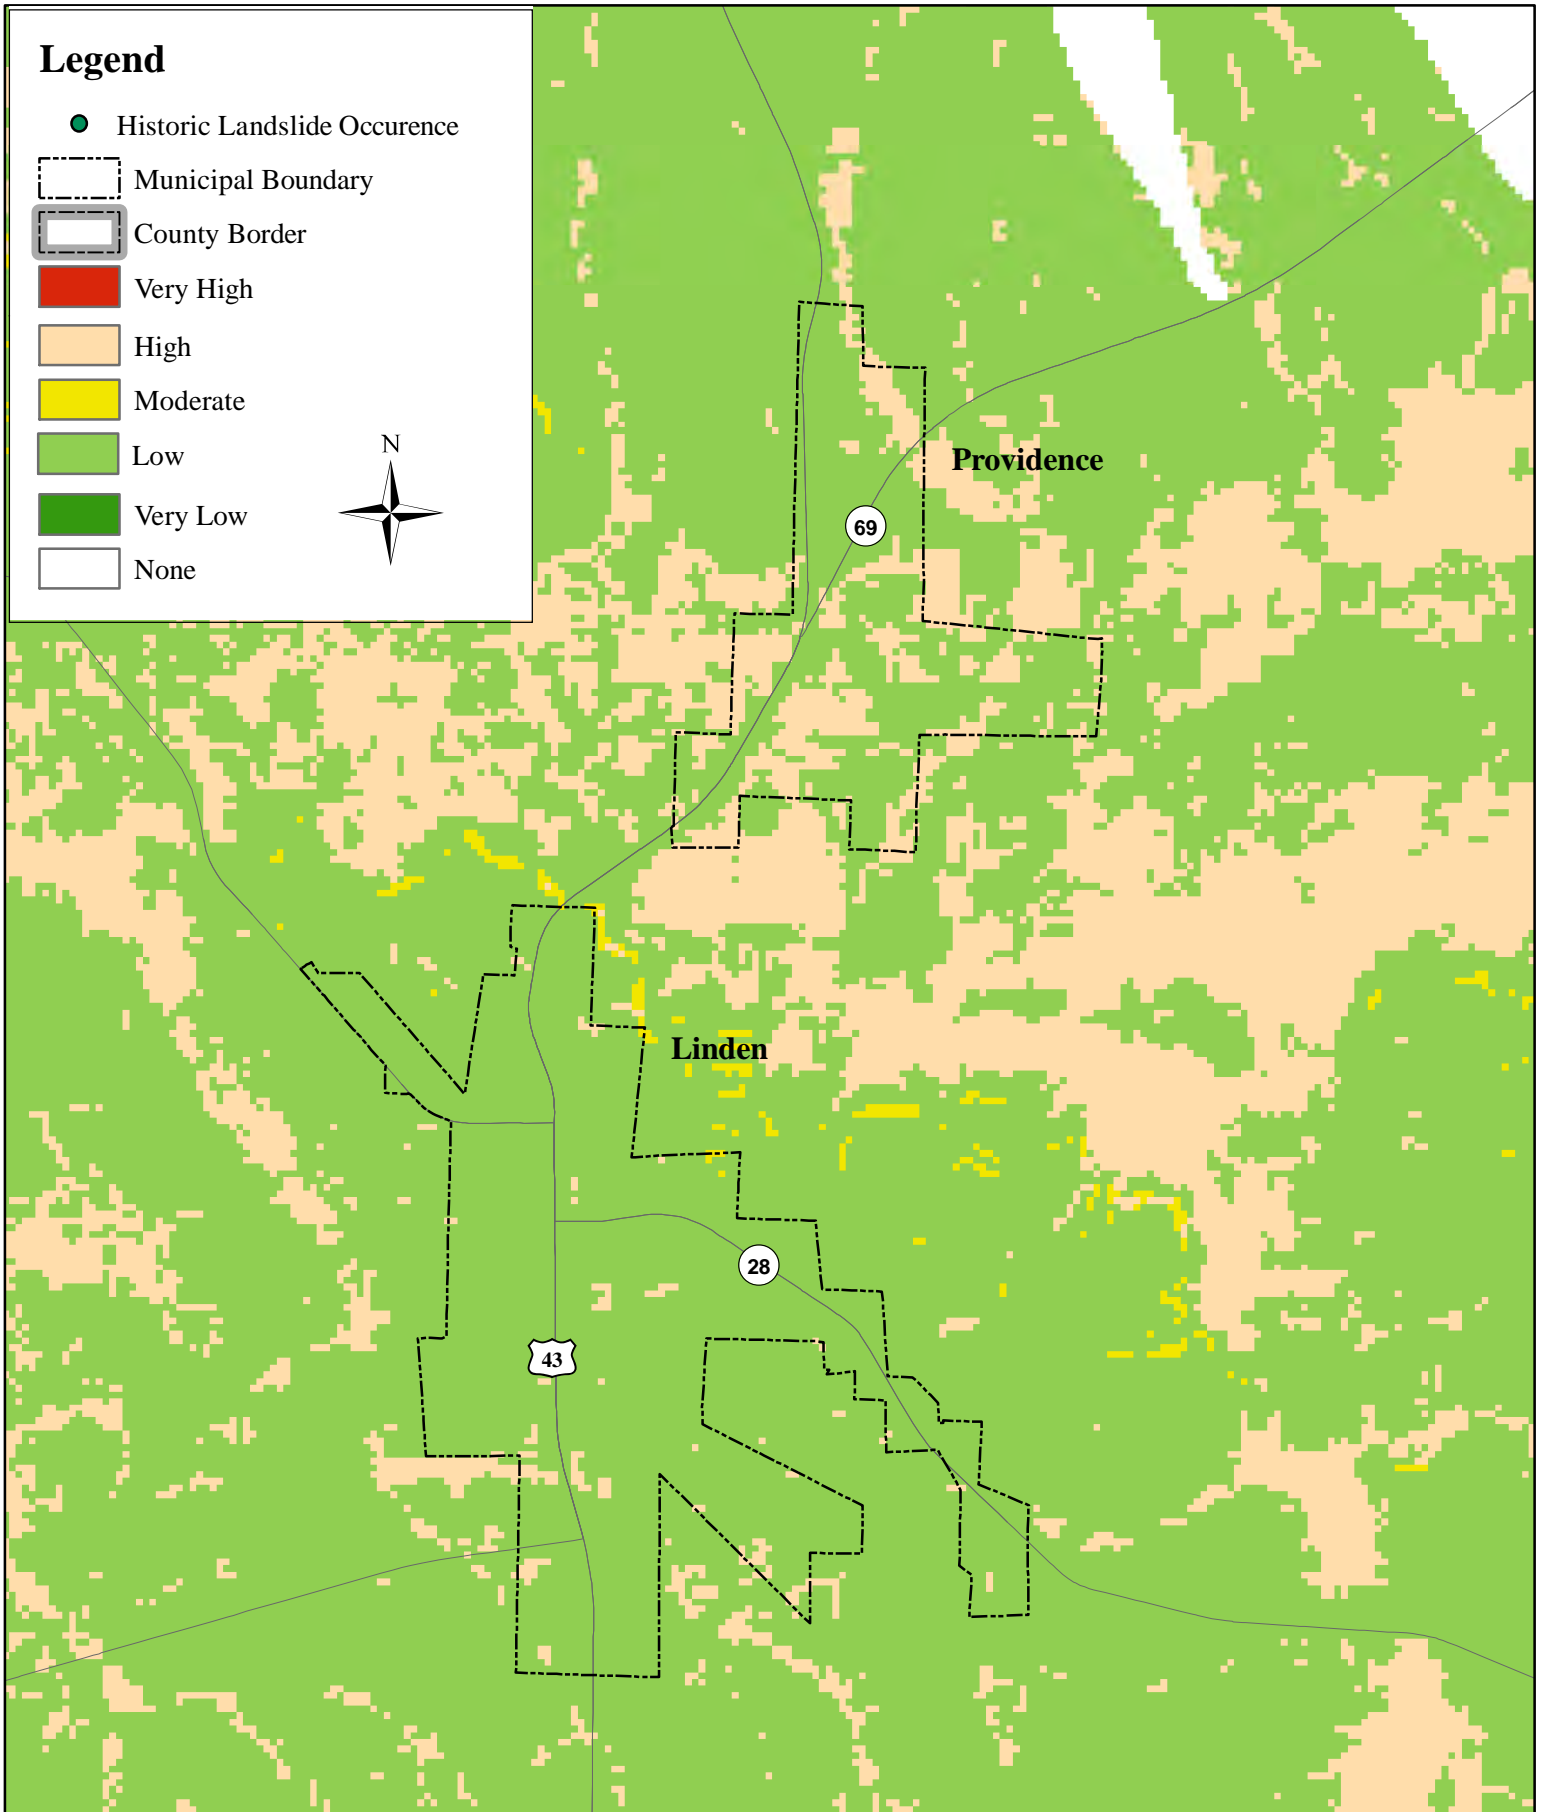 Legend
Historic Landslide Occurence
Municipal Boundary
County Border
Very High
High
Moderate
Low
Very Low
None
N
Providence
69
Linden
28
43